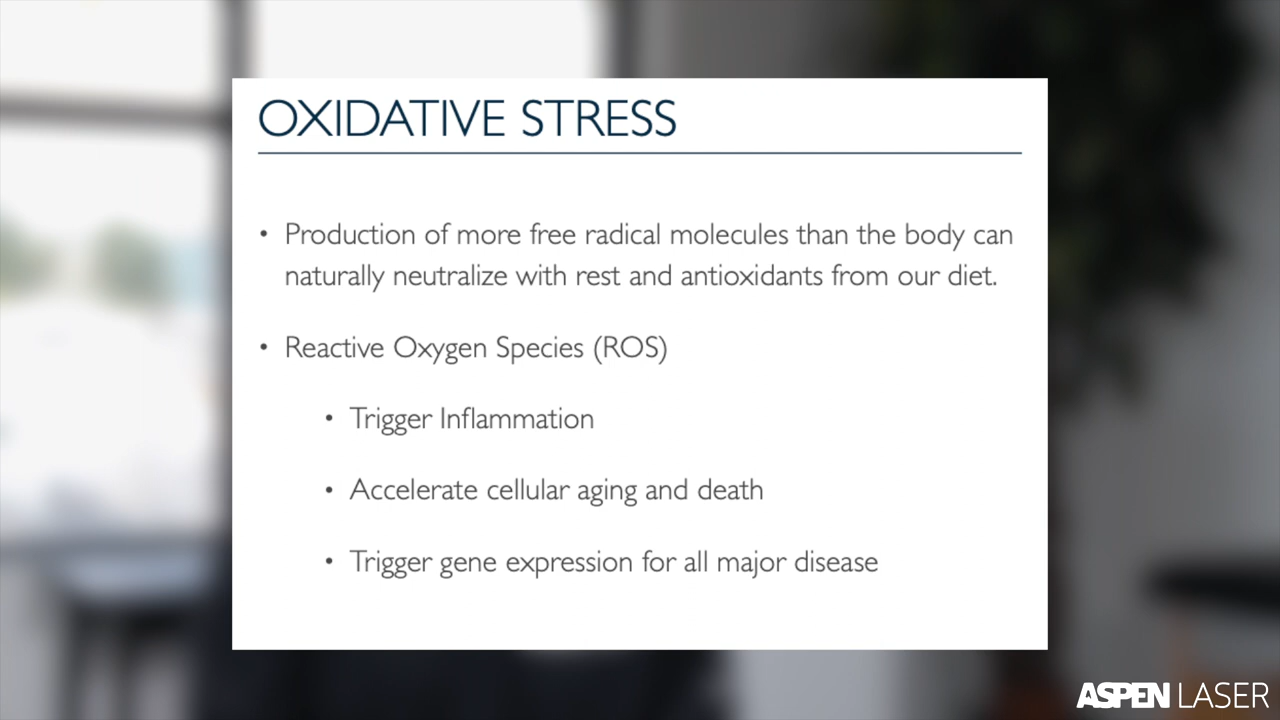 OXIDATIVE STRESS
• Production of more free radical molecules than the body can
naturally neutralize with rest and antioxidants from our diet.
• Reactive Oxygen Species (ROS)
• Trigger Inflammation
• Accelerate cellular aging and death
• Trigger gene expression for all major disease
ASPEN LASER